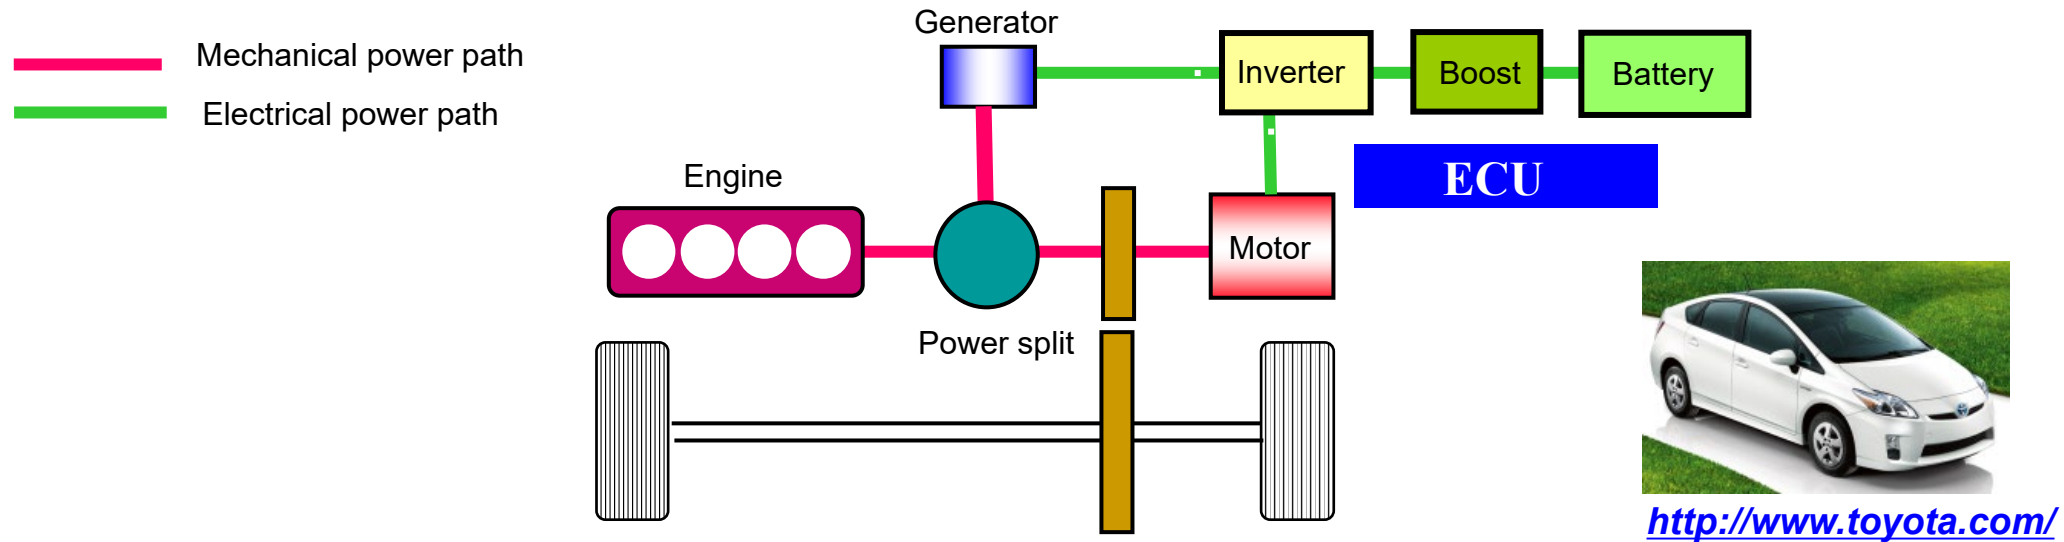 Generator
Mechanical power path
Inverter
Boost
Battery
Electrical power path
Engine
ECU
Motor
Power split
http://www.toyota.com/